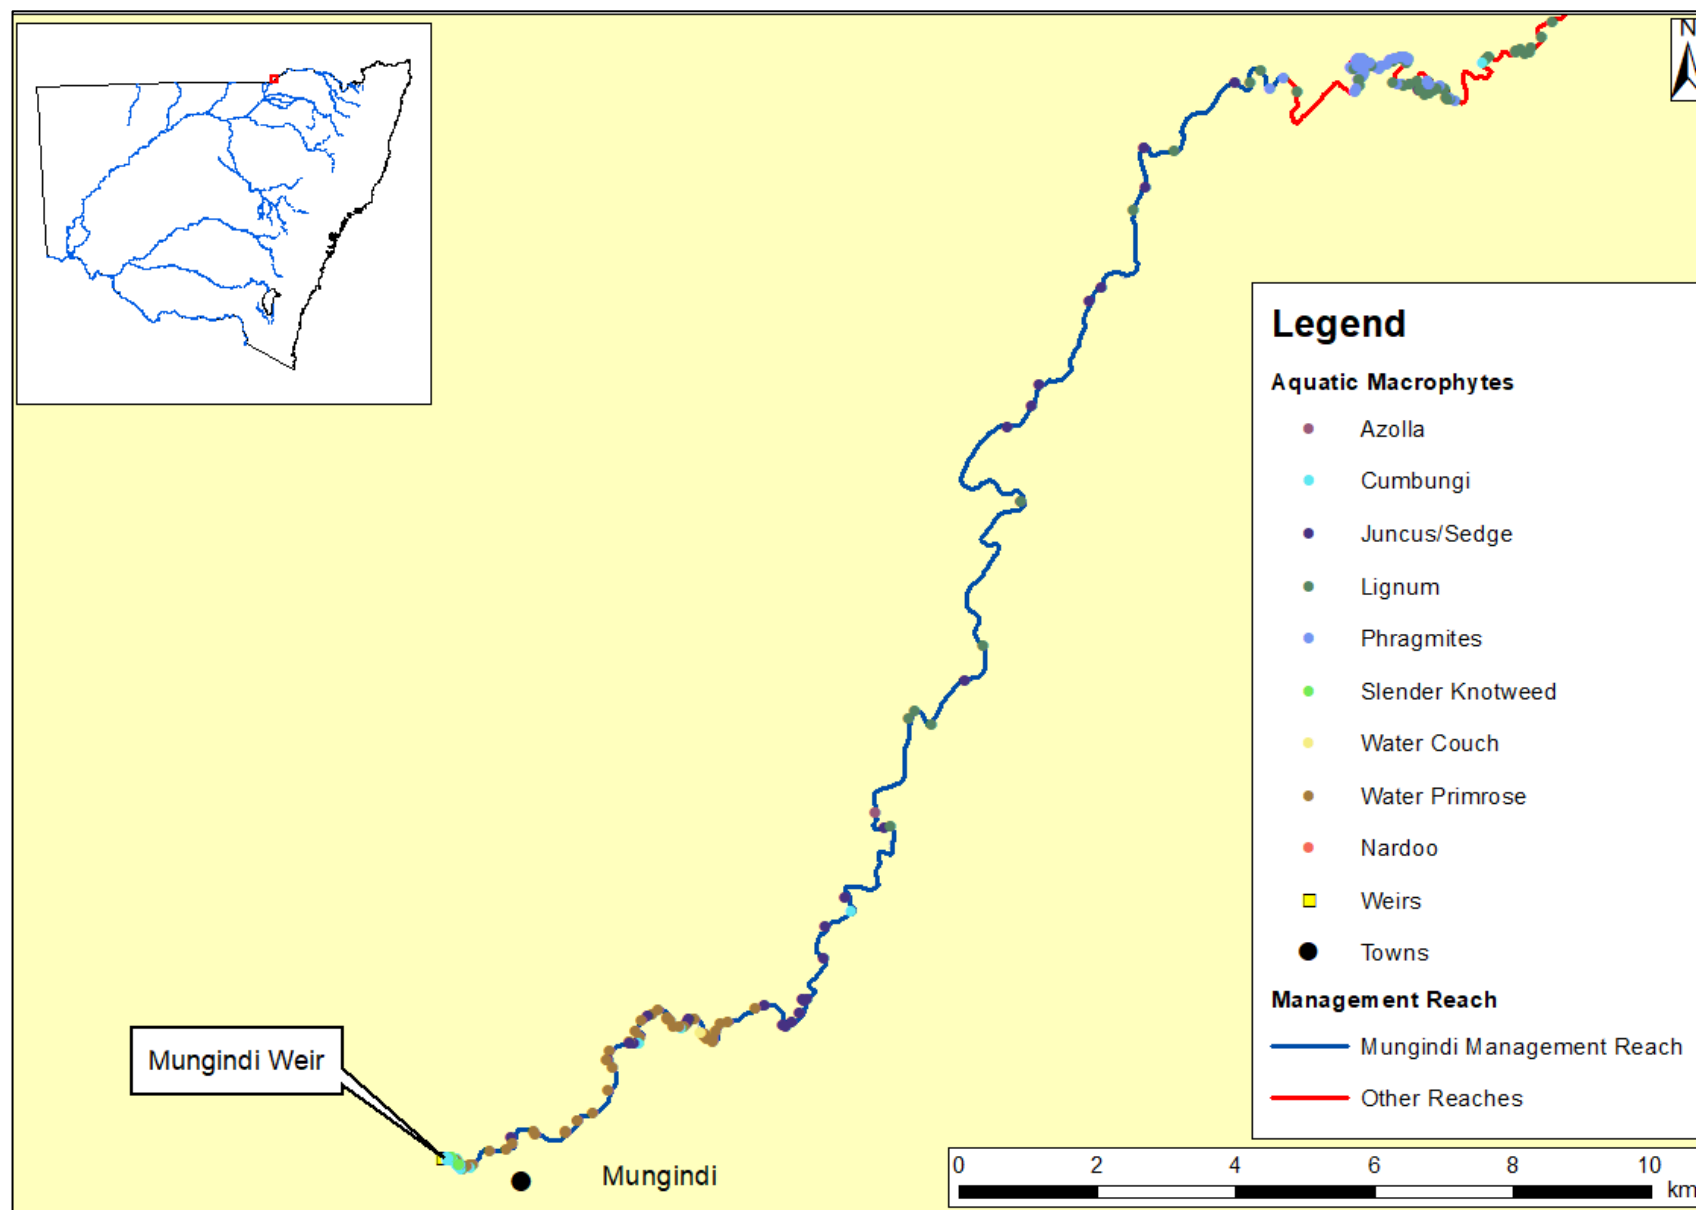 N
Legend
Aquatic Macrophytes
Azolla
Cumbungi
Juncus/Sedge
Lignum
Phragmites
Slender Knotweed
Water Couch
Water Primrose
Nardoo
Weirs
Towns
Management Reach
Mungindi Management Reach
Other Reaches
Mungindi Weir
Mungindi
0 2 4 6 8 10
km